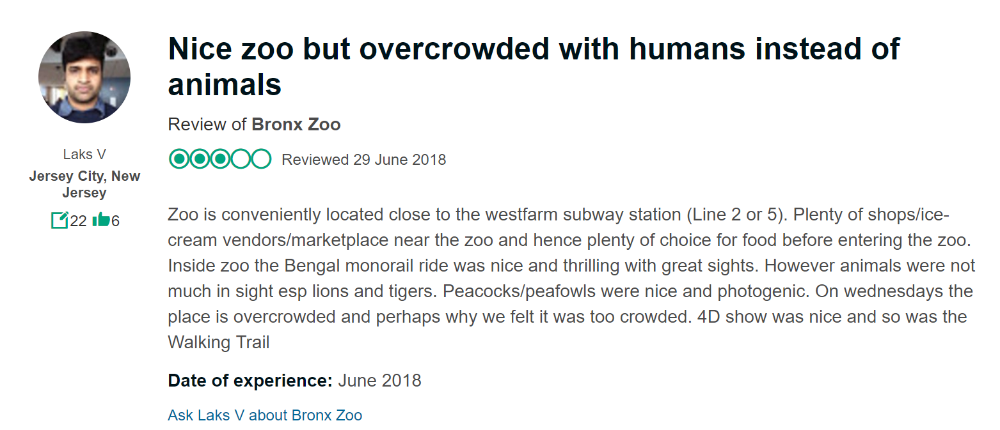 Nice zoo but overcrowded with humans instead of
animals
Review of Bronx Zoo
Reviewed 29 June 2018
Laks V
Jersey City, New
Jersey
22 6
Zoo is conveniently located close to the westfarm subway station (Line 2 or 5). Plenty of shops/ice-
cream vendors/marketplace near the zoo and hence plenty of choice for food before entering the zoo.
Inside zoo the Bengal monorail ride was nice and thrilling with great sights. However animals were not
much in sight esp lions and tigers. Peacocks/peafowls were nice and photogenic. On wednesdays the
place is overcrowded and perhaps why we felt it was too crowded. 4D show was nice and so was the
Walking Trail
Date of experience: June 2018
Ask Laks V about Bronx Zoo